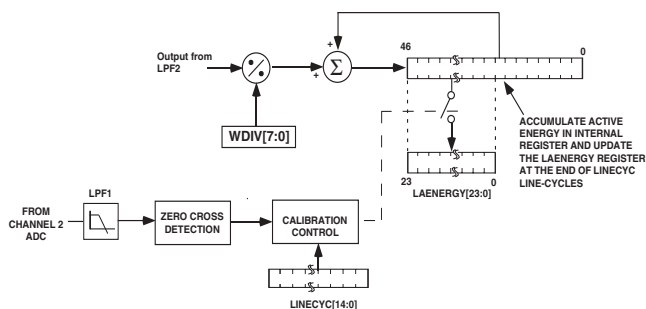 Output from
LPF2
+
+
Σ
46
0
WDIV[7:0]
ACCUMULATE ACTIVE
ENERGY IN INTERNAL
REGISTER AND UPDATE
THE LAENERGY REGISTER
AT THE END OF LINECYC
LINE-CYCLES
23
0
LAENERGY[23:0]
LPF1
FROM
CHANNEL 2
ADC
ZERO CROSS
DETECTION
CALIBRATION
CONTROL
LINECYC[14:0]